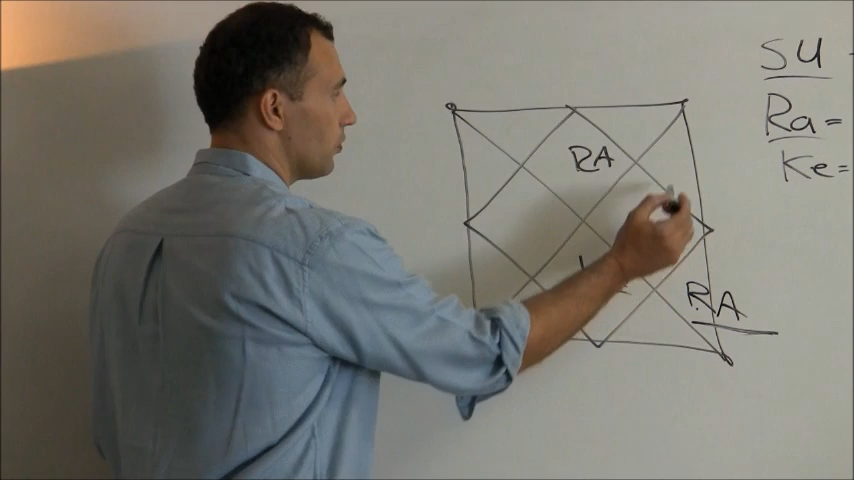 SU -
Ra =
Ke =
RA
RA